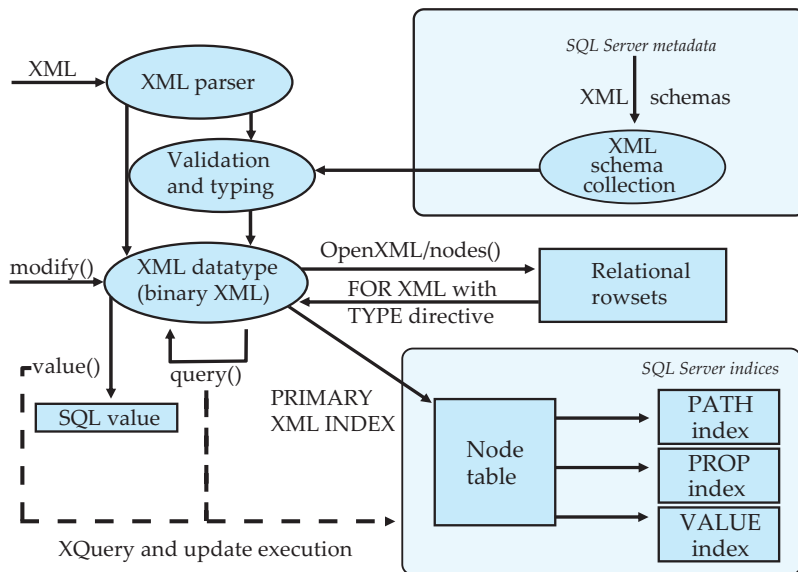 SQL Server metadata
XML
XML parser
XML schemas
Validation
and typing
XML
schema
collection
modify()
XML datatype
(binary XML)
OpenXML/nodes()
FOR XML with
TYPE directive
Relational
rowsets
value()
query()
SQL value
PRIMARY
XML INDEX
SQL Server indices
Node
table
PATH
index
PROP
index
VALUE
index
XQuery and update execution